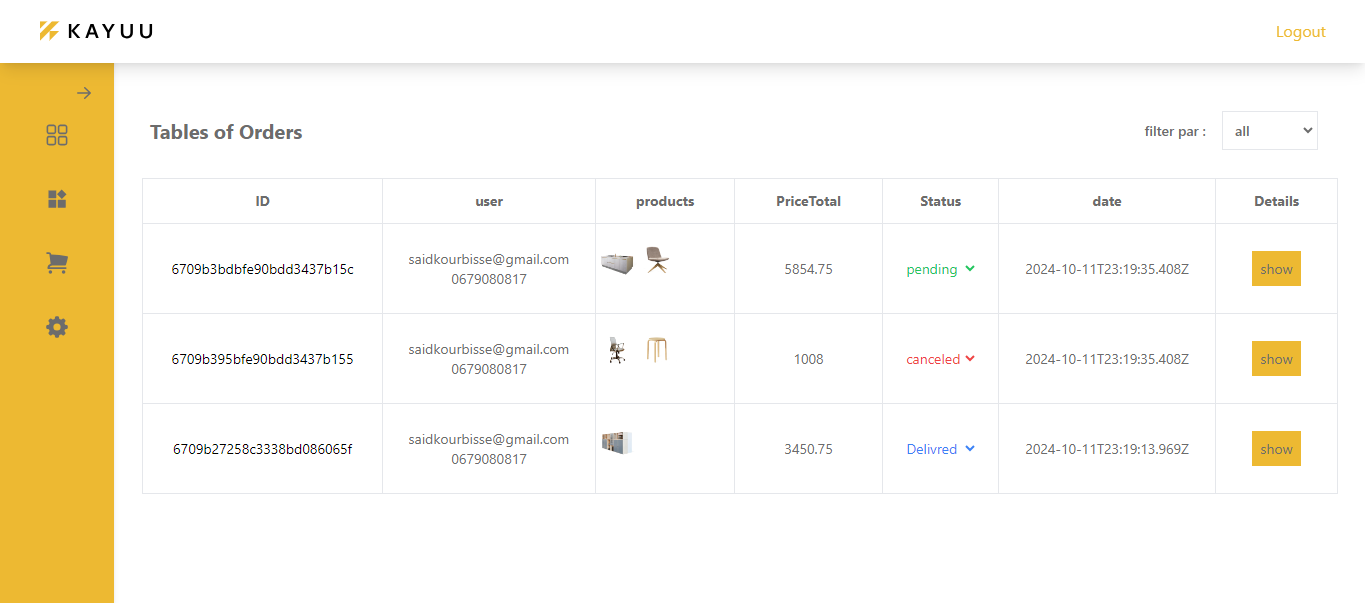 KAYUU
Logout
Tables of Orders
filter par :
all
ID
user
products
PriceTotal
Status
date
Details
6709b3bdbfe90bdd3437b15c
saidkourbisse@gmail.com
0679080817
5854.75
pending
2024-10-11T23:19:35.408Z
show
6709b395bfe90bdd3437b155
saidkourbisse@gmail.com
0679080817
1008
canceled
2024-10-11T23:19:35.408Z
show
6709b27258c3338bd086065f
saidkourbisse@gmail.com
0679080817
3450.75
Delivred
2024-10-11T23:19:13.969Z
show